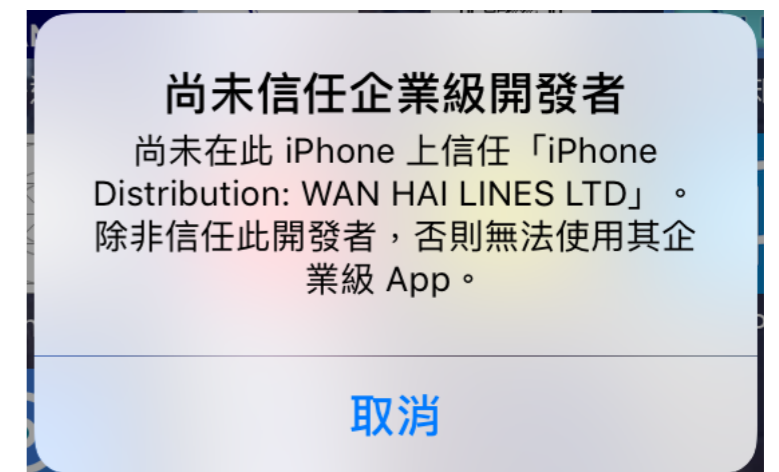 尚未信任企業級開發者
尚未在此 iPhone 上信任「iPhone
Distribution: WAN HAI LINES LTD」。
除非信任此開發者，否則無法使用其企
業級 App。
取消